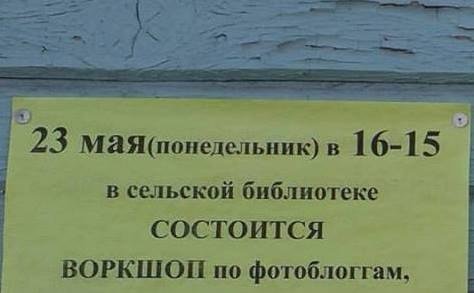 23 мая(понедельник) в 16-15
в сельской библиотеке
СОСТОИТСЯ
ВОРКШОП по фотоблоггам,